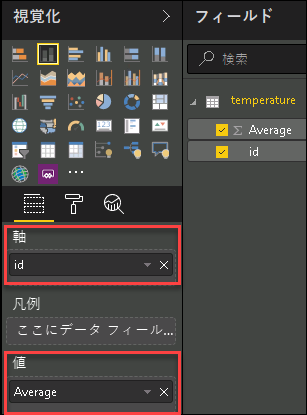 視覚化
フィールド
検索
temperature
Σ Average
id
軸
id
凡例
ここにデータ フィール...
値
Average